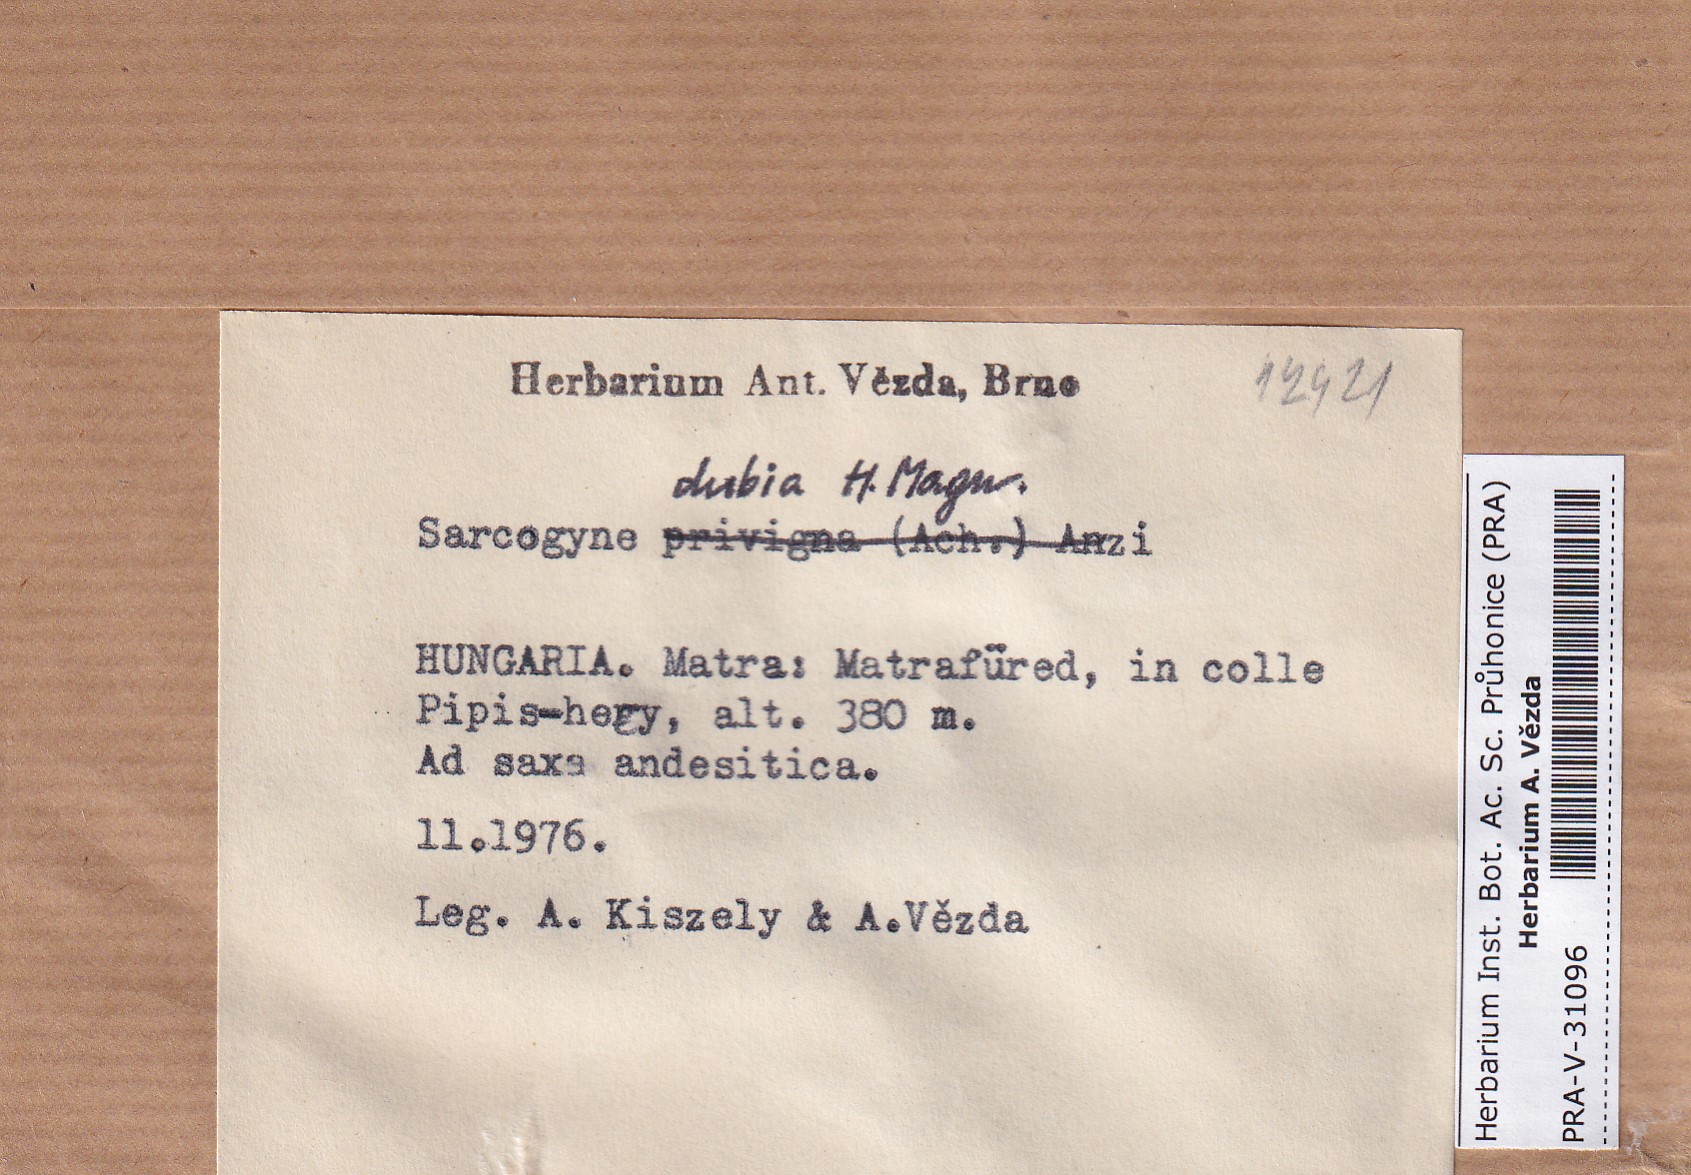 Herbarium Ant. Vězda, Brno
12421
dubia H. Magn.
Sarcogyne privigna (Ach.) Anzi
HUNGARIA. Matra: Matrafüred, in colle
Pipis-hegy, alt. 380 m.
Ad saxa andesitica.
11.1976.
Leg. A. Kiszely & A.Vězda
Herbarium Inst. Bot. Ac. Sc. Průhonice (PRA)
Herbarium A. Vězda
PRA-V-31096